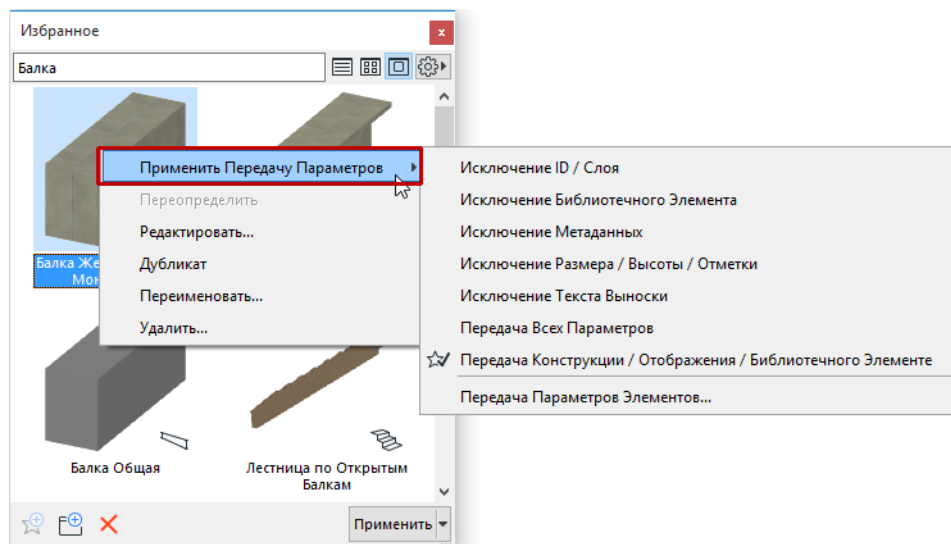 Избранное
x
Балка
Применить Передачу Параметров
Переопределить
Редактировать...
Дубликат
Переименовать...
Удалить...
Исключение ID / Слоя
Исключение Библиотечного Элемента
Исключение Метаданных
Исключение Размера / Высоты / Отметки
Исключение Текста Выноски
Передача Всех Параметров
Передача Конструкции / Отображения / Библиотечного Элементе
Передача Параметров Элементов...
Балка
Балка Общая
Лестница по Открытым
Балкам
Применить